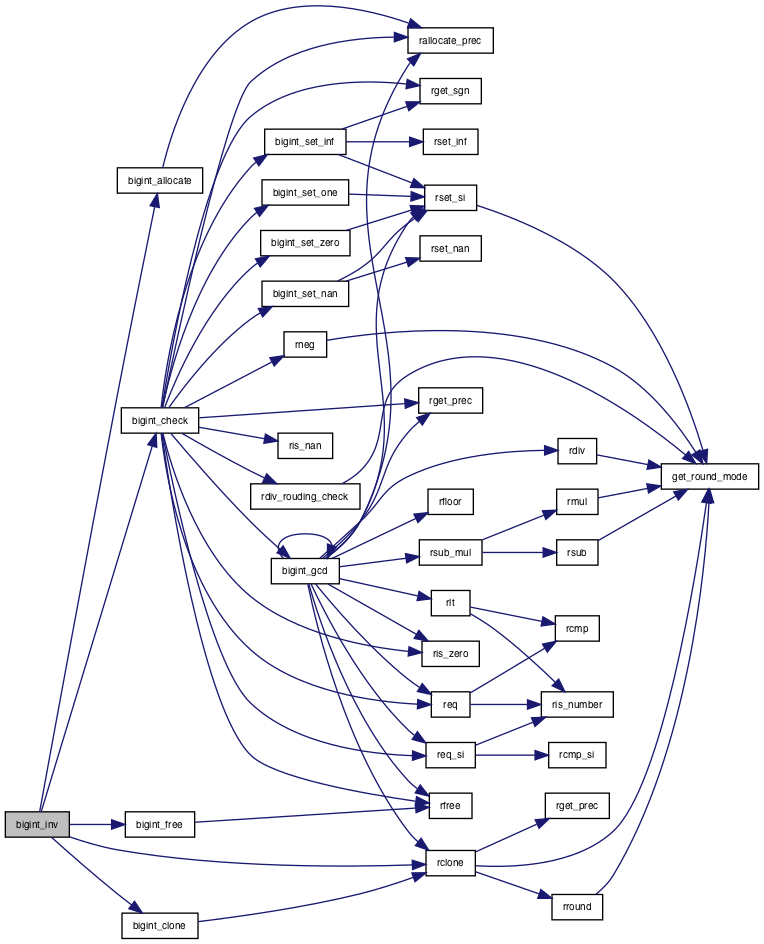 rallocate_prec
rget_sgn
bigint_set_inf
rset_inf
bigint_allocate
bigint_set_one
rset_si
bigint_set_zero
rset_nan
bigint_set_nan
rneg
rget_prec
bigint_check
ris_nan
rdiv
get_round_mode
rdiv_rouding_check
rfloor
rmul
rsub_mul
rsub
bigint_gcd
rlt
rcmp
ris_zero
req
ris_number
req_si
rcmp_si
rfree
rget_prec
bigint_inv
bigint_free
rclone
rround
bigint_clone